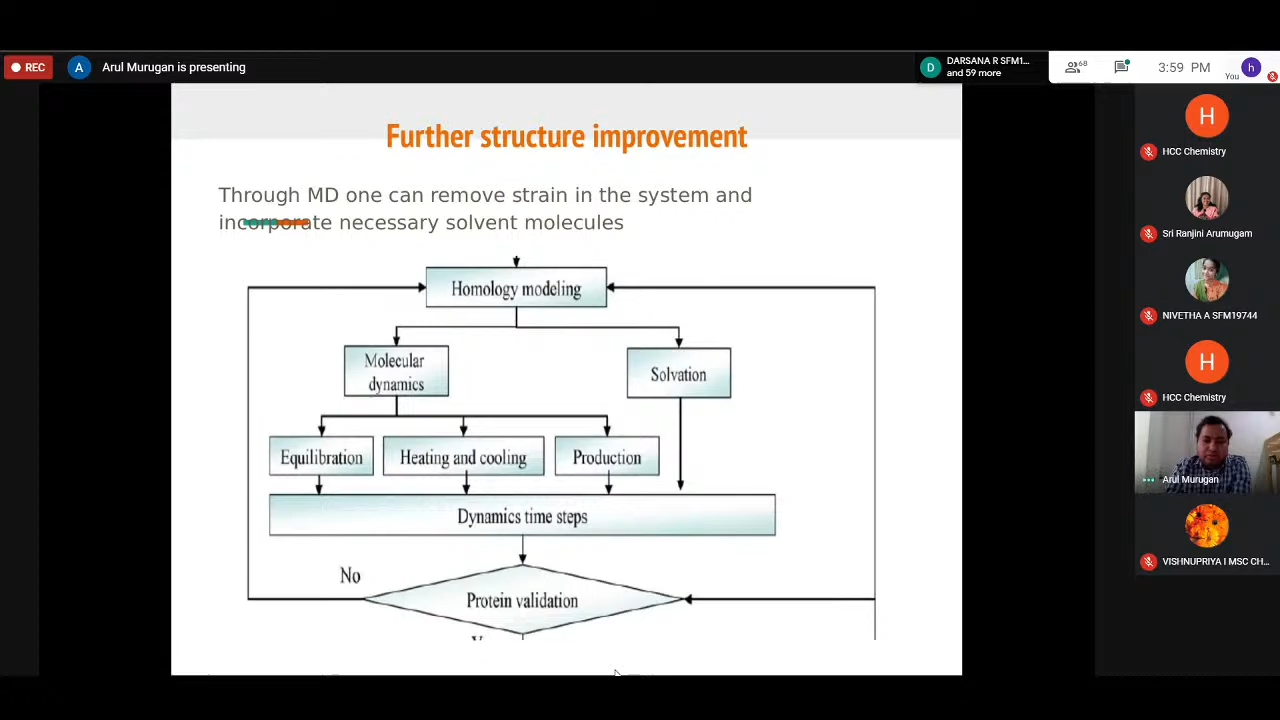 REC
A
Arul Murugan is presenting
D
DARSANA R SFM1...
and 59 more
68
3:59 PM
You
h
Further structure improvement
Through MD one can remove strain in the system and
incorporate necessary solvent molecules
Homology modeling
Molecular
dynamics
Solvation
Equilibration
Heating and cooling
Production
Dynamics time steps
No
Protein validation
H
HCC Chemistry
Sri Ranjini Arumugam
NIVETHA A SFM19744
H
HCC Chemistry
Arul Murugan
VISHNUPRIYA I MSC CH...